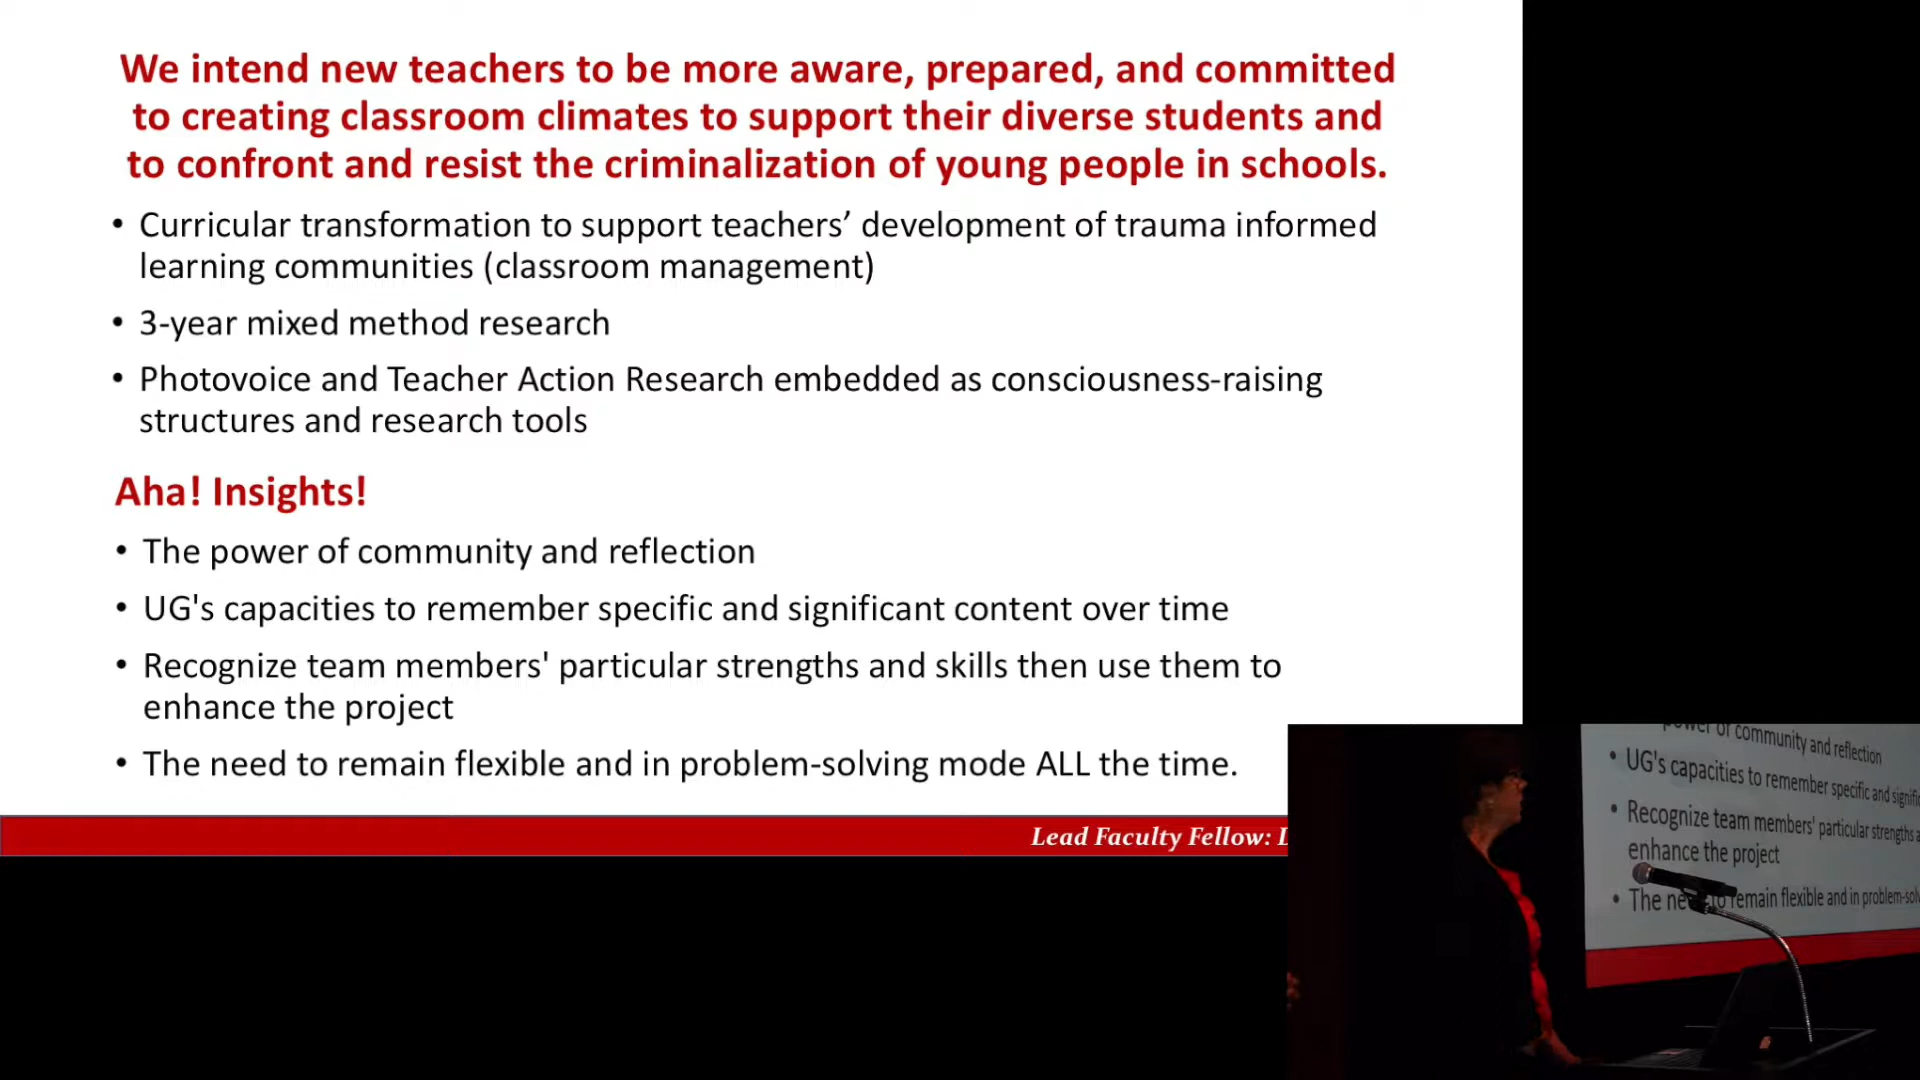 We intend new teachers to be more aware, prepared, and committed
to creating classroom climates to support their diverse students and
to confront and resist the criminalization of young people in schools.
• Curricular transformation to support teachers’ development of trauma informed
learning communities (classroom management)
• 3-year mixed method research
• Photovoice and Teacher Action Research embedded as consciousness-raising
structures and research tools
Aha! Insights!
• The power of community and reflection
• UG's capacities to remember specific and significant content over time
• Recognize team members' particular strengths and skills then use them to
enhance the project
• The need to remain flexible and in problem-solving mode ALL the time.
Lead Faculty Fellow:
power of community and reflection
• UG's capacities to remember specific and
• Recognize team members' particular strengths
enhance the project
• The remain flexible and in